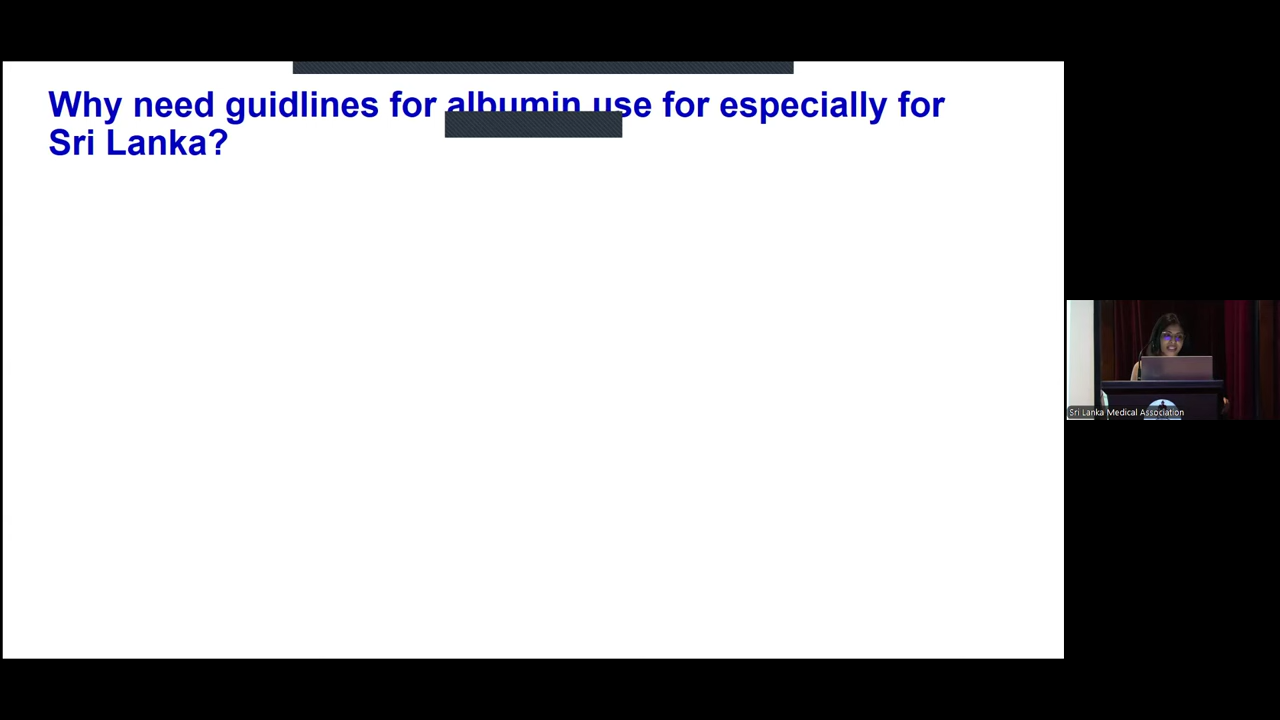 Why need guidlines for albumin use for especially for
Sri Lanka?
Sri Lanka Medical Association